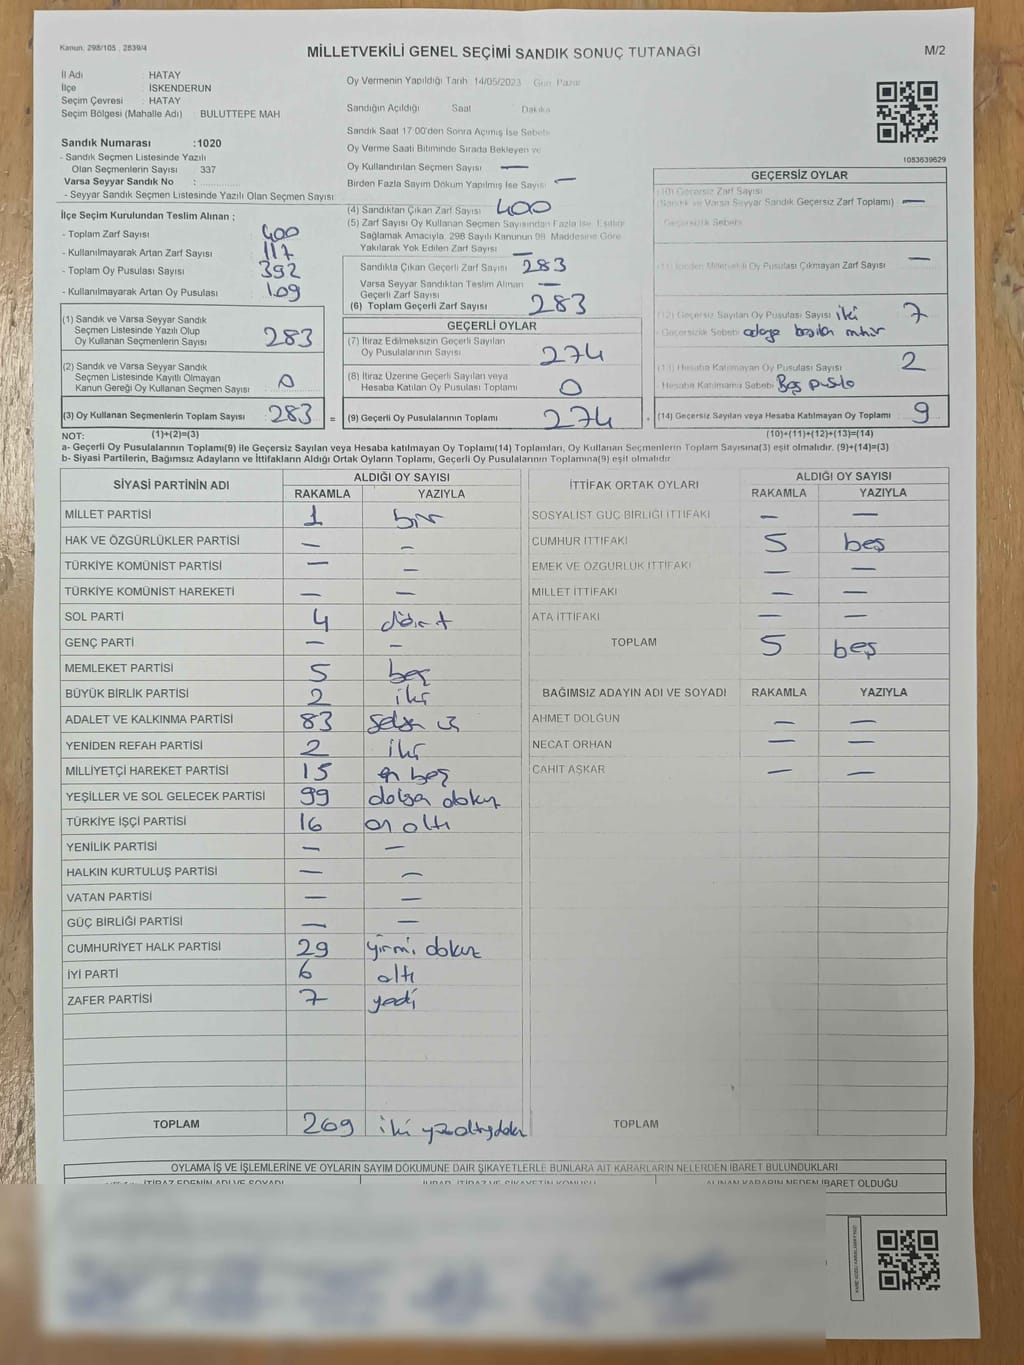 Kanun: 298/105 , 2839/4
MİLLETVEKİLİ GENEL SEÇİMİ SANDIK SONUÇ TUTANAĞI
M/2
İl Adı HATAY
İlçe İSKENDERUN
Seçim Çevresi HATAY
Seçim Bölgesi (Mahalle Adı) BULUTTEPE MAH
Sandık Numarası :1020
- Sandık Seçmen Listesinde Yazılı
Olan Seçmenlerin Sayısı 337
Varsa Seyyar Sandık No :
- Seyyar Sandık Seçmen Listesinde Yazılı Olan Seçmen Sayısı
İlçe Seçim Kurulundan Teslim Alınan ;
- Toplam Zarf Sayısı 400
- Kullanılmayarak Artan Zarf Sayısı 117
- Toplam Oy Pusulası Sayısı 392
- Kullanılmayarak Artan Oy Pusulası 109
(1) Sandık ve Varsa Seyyar Sandık
Seçmen Listesinde Yazılı Olup
Oy Kullanan Seçmenlerin Sayısı 283
(2) Sandık ve Varsa Seyyar Sandık
Seçmen Listesinde Kayıtlı Olmayan
Kanun Gereği Oy Kullanan Seçmen Sayısı 0
(3) Oy Kullanan Seçmenlerin Toplam Sayısı 283 =
Oy Vermenin Yapıldığı Tarih 14/05/2023 Gün Pazar
Sandığın Açıldığı Saat Dakika
Sandık Saat 17:00'den Sonra Açılmış İse Sebebi
Oy Verme Saati Bitiminde Sırada Bekleyen ve
Oy Kullandırılan Seçmen Sayısı —
Birden Fazla Sayım Döküm Yapılmış İse Sayısı —
(4) Sandıktan Çıkan Zarf Sayısı 400
(5) Zarf Sayısı Oy Kullanan Seçmen Sayısından Fazla İse, Eşitliği
Sağlamak Amacıyla, 298 Sayılı Kanunun 98. Maddesine Göre
Yakılarak Yok Edilen Zarf Sayısı —
Sandıkta Çıkan Geçerli Zarf Sayısı 283
Varsa Seyyar Sandıktan Teslim Alınan —
Geçerli Zarf Sayısı
(6) Toplam Geçerli Zarf Sayısı 283
GEÇERLİ OYLAR
(7) İtiraz Edilmeksizin Geçerli Sayılan
Oy Pusulalarının Sayısı 274
(8) İtiraz Üzerine Geçerli Sayılan veya
Hesaba Katılan Oy Pusulası Toplamı 0
(9) Geçerli Oy Pusulalarının Toplamı 274
1083639629
GEÇERSİZ OYLAR
(10) Geçersiz Zarf Sayısı
(Sandık ve Varsa Seyyar Sandık Geçersiz Zarf Toplamı) —
Geçersizlik Sebebi
(11) İçinden Milletvekili Oy Pusulası Çıkmayan Zarf Sayısı —
(12) Geçersiz Sayılan Oy Pusulası Sayısı iki 7
Geçersizlik Sebebi adaya basılan mühür
(13) Hesaba Katılmayan Oy Pusulası Sayısı 2
Hesaba Katılmama Sebebi Boş pusla
(14) Geçersiz Sayılan veya Hesaba Katılmayan Oy Toplamı 9
NOT: (1)+(2)=(3) (10)+(11)+(12)+(13)=(14)
a- Geçerli Oy Pusulalarının Toplamı(9) ile Geçersiz Sayılan veya Hesaba katılmayan Oy Toplamı(14) Toplamları, Oy Kullanan Seçmenlerin Toplam Sayısına(3) eşit olmalıdır. (9)+(14)=(3)
b- Siyasi Partilerin, Bağımsız Adayların ve İttifakların Aldığı Ortak Oyların Toplamı, Geçerli Oy Pusulalarının Toplamına(9) eşit olmalıdır
SİYASİ PARTİNİN ADI ALDIĞI OY SAYISI
RAKAMLA YAZIYLA
MİLLET PARTİSİ 1 bir
HAK VE ÖZGÜRLÜKLER PARTİSİ — —
TÜRKİYE KOMÜNİST PARTİSİ — —
TÜRKİYE KOMÜNİST HAREKETİ — —
SOL PARTİ 4 dört
GENÇ PARTİ — —
MEMLEKET PARTİSİ 5 beş
BÜYÜK BİRLİK PARTİSİ 2 iki
ADALET VE KALKINMA PARTİSİ 83 seksen üç
YENİDEN REFAH PARTİSİ 2 iki
MİLLİYETÇİ HAREKET PARTİSİ 15 on beş
YEŞİLLER VE SOL GELECEK PARTİSİ 99 doksan dokuz
TÜRKİYE İŞÇİ PARTİSİ 16 on altı
YENİLİK PARTİSİ — —
HALKIN KURTULUŞ PARTİSİ — —
VATAN PARTİSİ — —
GÜÇ BİRLİĞİ PARTİSİ — —
CUMHURİYET HALK PARTİSİ 29 yirmi dokuz
İYİ PARTİ 6 altı
ZAFER PARTİSİ 7 yedi
TOPLAM 269 iki yüz altmış dokuz
İTTİFAK ORTAK OYLARI ALDIĞI OY SAYISI
RAKAMLA YAZIYLA
SOSYALİST GÜÇ BİRLİĞİ İTTİFAKI — —
CUMHUR İTTİFAKI 5 beş
EMEK VE ÖZGÜRLÜK İTTİFAKI — —
MİLLET İTTİFAKI — —
ATA İTTİFAKI — —
TOPLAM 5 beş
BAĞIMSIZ ADAYIN ADI VE SOYADI RAKAMLA YAZIYLA
AHMET DOLĞUN — —
NECAT ORHAN — —
CAHİT AŞKAR — —
TOPLAM
OYLAMA İŞ VE İŞLEMLERİNE VE OYLARIN SAYIM DÖKÜMÜNE DAİR ŞİKAYETLERLE BUNLARA AİT KARARLARIN NELERDEN İBARET BULUNDUKLARI
İTİRAZ EDENİN ADI VE SOYADI İHBAR, İTİRAZ VE ŞİKAYETİN KONUSU ALINAN KARARIN NEDEN İBARET OLDUĞU